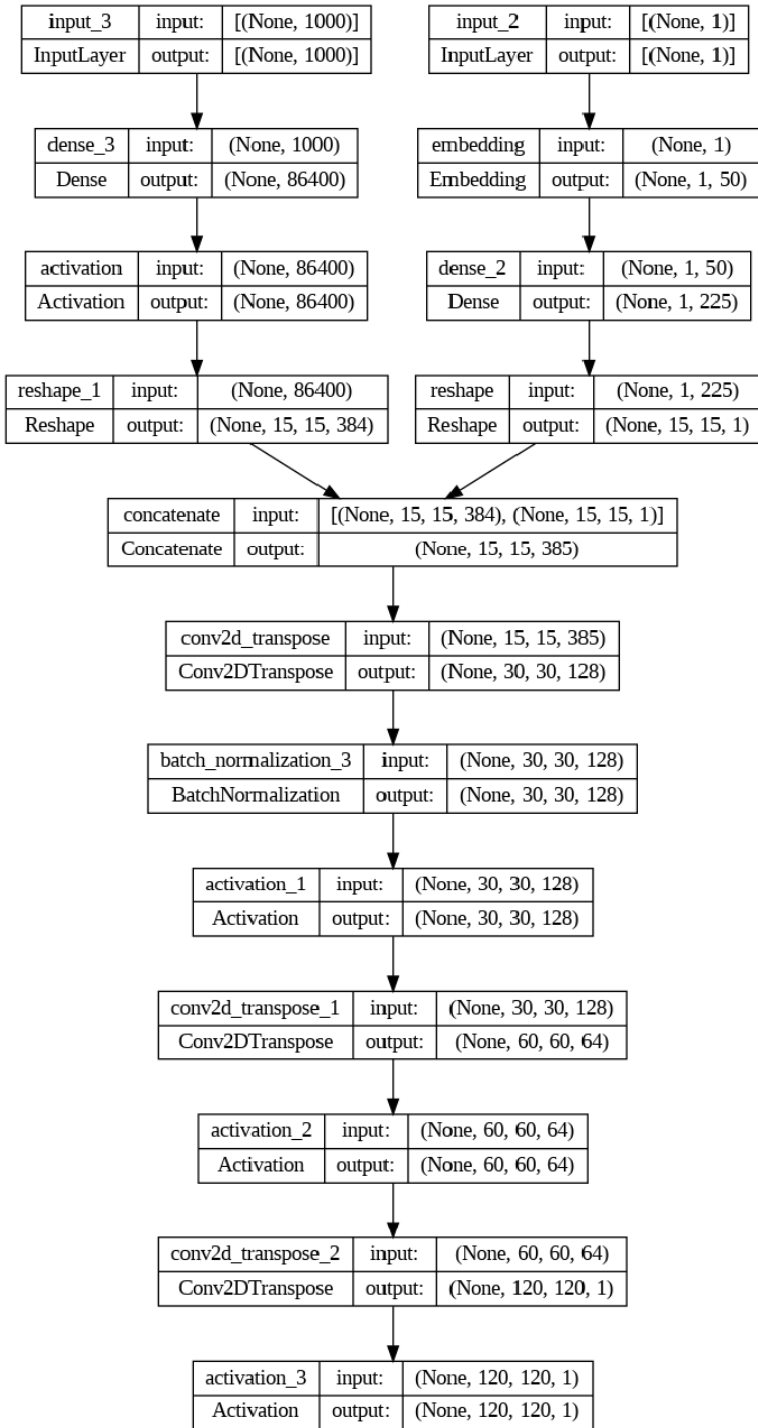 input_3 input: [(None, 1000)]
InputLayer output: [(None, 1000)]
input_2 input: [(None, 1)]
InputLayer output: [(None, 1)]
dense_3 input: (None, 1000)
Dense output: (None, 86400)
embedding input: (None, 1)
Embedding output: (None, 1, 50)
activation input: (None, 86400)
Activation output: (None, 86400)
dense_2 input: (None, 1, 50)
Dense output: (None, 1, 225)
reshape_1 input: (None, 86400)
Reshape output: (None, 15, 15, 384)
reshape input: (None, 1, 225)
Reshape output: (None, 15, 15, 1)
concatenate input: [(None, 15, 15, 384), (None, 15, 15, 1)]
Concatenate output: (None, 15, 15, 385)
conv2d_transpose input: (None, 15, 15, 385)
Conv2DTranspose output: (None, 30, 30, 128)
batch_normalization_3 input: (None, 30, 30, 128)
BatchNormalization output: (None, 30, 30, 128)
activation_1 input: (None, 30, 30, 128)
Activation output: (None, 30, 30, 128)
conv2d_transpose_1 input: (None, 30, 30, 128)
Conv2DTranspose output: (None, 60, 60, 64)
activation_2 input: (None, 60, 60, 64)
Activation output: (None, 60, 60, 64)
conv2d_transpose_2 input: (None, 60, 60, 64)
Conv2DTranspose output: (None, 120, 120, 1)
activation_3 input: (None, 120, 120, 1)
Activation output: (None, 120, 120, 1)